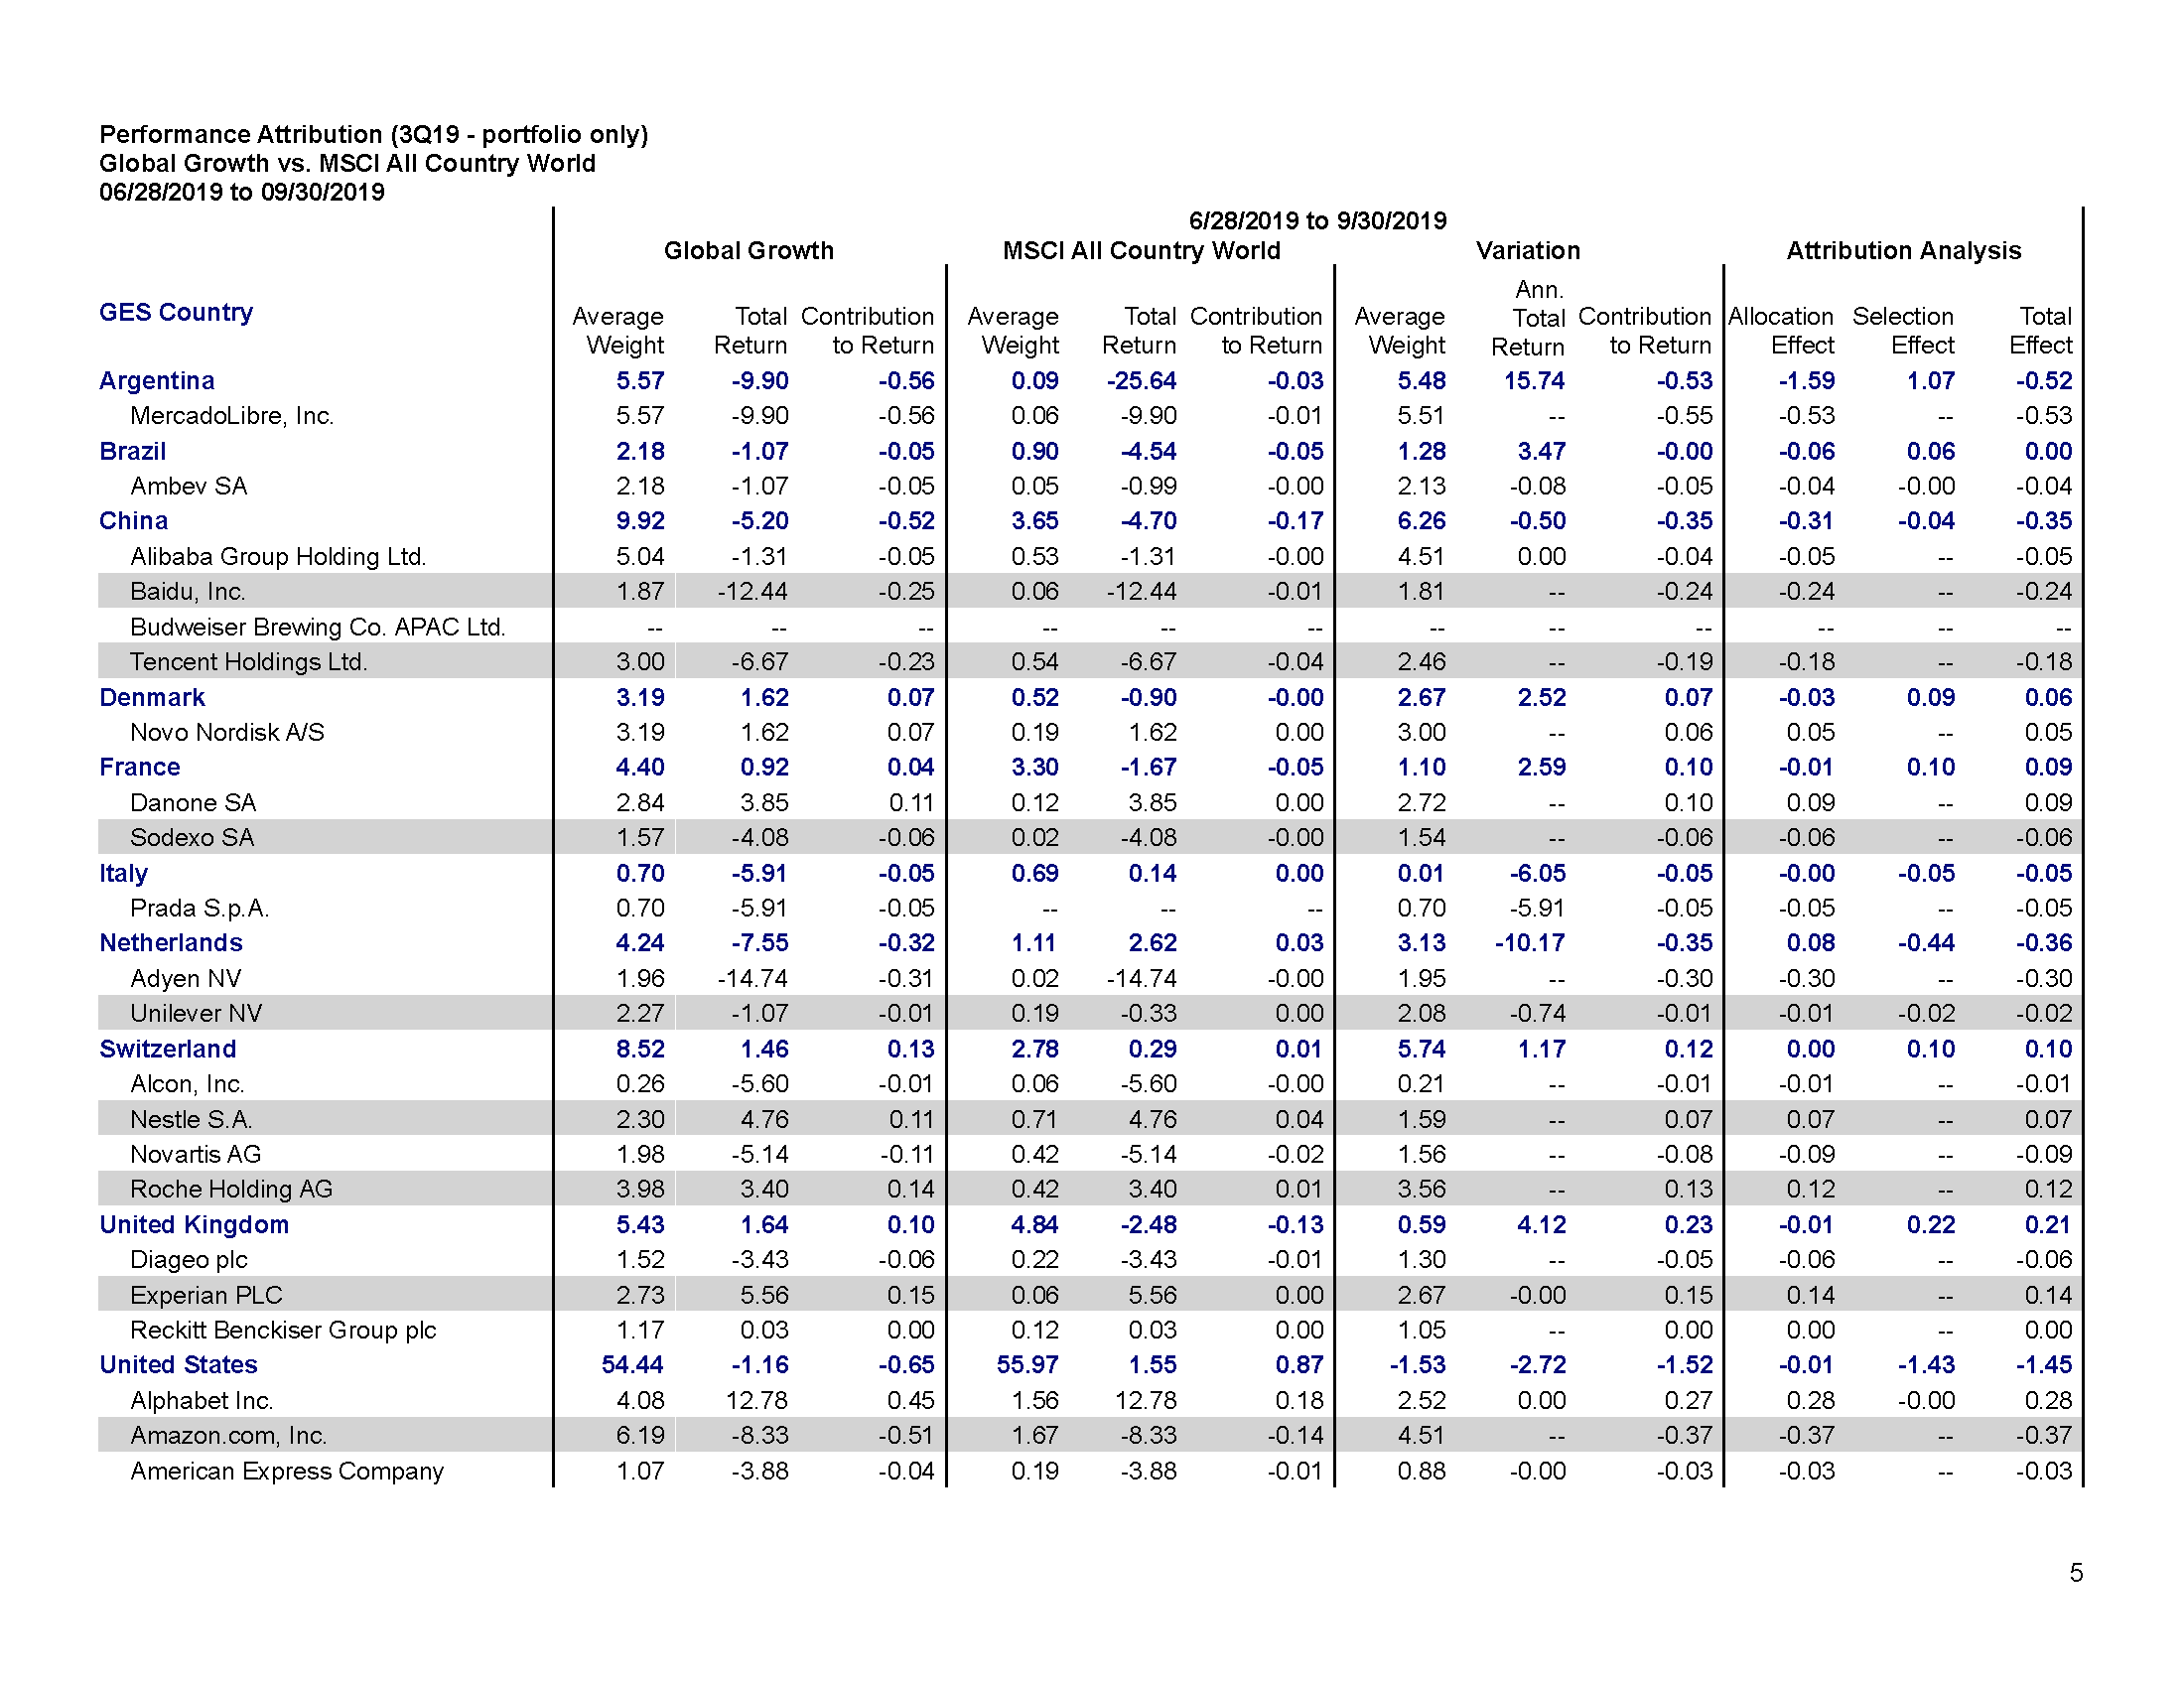 Performance Attribution (3Q19 - portfolio only)
Global Growth vs. MSCI All Country World
06/28/2019 to 09/30/2019
6/28/2019 to 9/30/2019
Global Growth MSCI All Country World Variation Attribution Analysis
GES Country Average Weight Total Return Contribution to Return Average Weight Total Return Contribution to Return Average Weight Ann. Total Return Contribution to Return Allocation Effect Selection Effect Total Effect
Argentina 5.57 -9.90 -0.56 0.09 -25.64 -0.03 5.48 15.74 -0.53 -1.59 1.07 -0.52
MercadoLibre, Inc. 5.57 -9.90 -0.56 0.06 -9.90 -0.01 5.51 -- -0.55 -0.53 -- -0.53
Brazil 2.18 -1.07 -0.05 0.90 -4.54 -0.05 1.28 3.47 -0.00 -0.06 0.06 0.00
Ambev SA 2.18 -1.07 -0.05 0.05 -0.99 -0.00 2.13 -0.08 -0.05 -0.04 -0.00 -0.04
China 9.92 -5.20 -0.52 3.65 -4.70 -0.17 6.26 -0.50 -0.35 -0.31 -0.04 -0.35
Alibaba Group Holding Ltd. 5.04 -1.31 -0.05 0.53 -1.31 -0.00 4.51 0.00 -0.04 -0.05 -- -0.05
Baidu, Inc. 1.87 -12.44 -0.25 0.06 -12.44 -0.01 1.81 -- -0.24 -0.24 -- -0.24
Budweiser Brewing Co. APAC Ltd. -- -- -- -- -- -- -- -- -- -- -- --
Tencent Holdings Ltd. 3.00 -6.67 -0.23 0.54 -6.67 -0.04 2.46 -- -0.19 -0.18 -- -0.18
Denmark 3.19 1.62 0.07 0.52 -0.90 -0.00 2.67 2.52 0.07 -0.03 0.09 0.06
Novo Nordisk A/S 3.19 1.62 0.07 0.19 1.62 0.00 3.00 -- 0.06 0.05 -- 0.05
France 4.40 0.92 0.04 3.30 -1.67 -0.05 1.10 2.59 0.10 -0.01 0.10 0.09
Danone SA 2.84 3.85 0.11 0.12 3.85 0.00 2.72 -- 0.10 0.09 -- 0.09
Sodexo SA 1.57 -4.08 -0.06 0.02 -4.08 -0.00 1.54 -- -0.06 -0.06 -- -0.06
Italy 0.70 -5.91 -0.05 0.69 0.14 0.00 0.01 -6.05 -0.05 -0.00 -0.05 -0.05
Prada S.p.A. 0.70 -5.91 -0.05 -- -- -- 0.70 -5.91 -0.05 -0.05 -- -0.05
Netherlands 4.24 -7.55 -0.32 1.11 2.62 0.03 3.13 -10.17 -0.35 0.08 -0.44 -0.36
Adyen NV 1.96 -14.74 -0.31 0.02 -14.74 -0.00 1.95 -- -0.30 -0.30 -- -0.30
Unilever NV 2.27 -1.07 -0.01 0.19 -0.33 0.00 2.08 -0.74 -0.01 -0.01 -0.02 -0.02
Switzerland 8.52 1.46 0.13 2.78 0.29 0.01 5.74 1.17 0.12 0.00 0.10 0.10
Alcon, Inc. 0.26 -5.60 -0.01 0.06 -5.60 -0.00 0.21 -- -0.01 -0.01 -- -0.01
Nestle S.A. 2.30 4.76 0.11 0.71 4.76 0.04 1.59 -- 0.07 0.07 -- 0.07
Novartis AG 1.98 -5.14 -0.11 0.42 -5.14 -0.02 1.56 -- -0.08 -0.09 -- -0.09
Roche Holding AG 3.98 3.40 0.14 0.42 3.40 0.01 3.56 -- 0.13 0.12 -- 0.12
United Kingdom 5.43 1.64 0.10 4.84 -2.48 -0.13 0.59 4.12 0.23 -0.01 0.22 0.21
Diageo plc 1.52 -3.43 -0.06 0.22 -3.43 -0.01 1.30 -- -0.05 -0.06 -- -0.06
Experian PLC 2.73 5.56 0.15 0.06 5.56 0.00 2.67 -0.00 0.15 0.14 -- 0.14
Reckitt Benckiser Group plc 1.17 0.03 0.00 0.12 0.03 0.00 1.05 -- 0.00 0.00 -- 0.00
United States 54.44 -1.16 -0.65 55.97 1.55 0.87 -1.53 -2.72 -1.52 -0.01 -1.43 -1.45
Alphabet Inc. 4.08 12.78 0.45 1.56 12.78 0.18 2.52 0.00 0.27 0.28 -0.00 0.28
Amazon.com, Inc. 6.19 -8.33 -0.51 1.67 -8.33 -0.14 4.51 -- -0.37 -0.37 -- -0.37
American Express Company 1.07 -3.88 -0.04 0.19 -3.88 -0.01 0.88 -0.00 -0.03 -0.03 -- -0.03
5